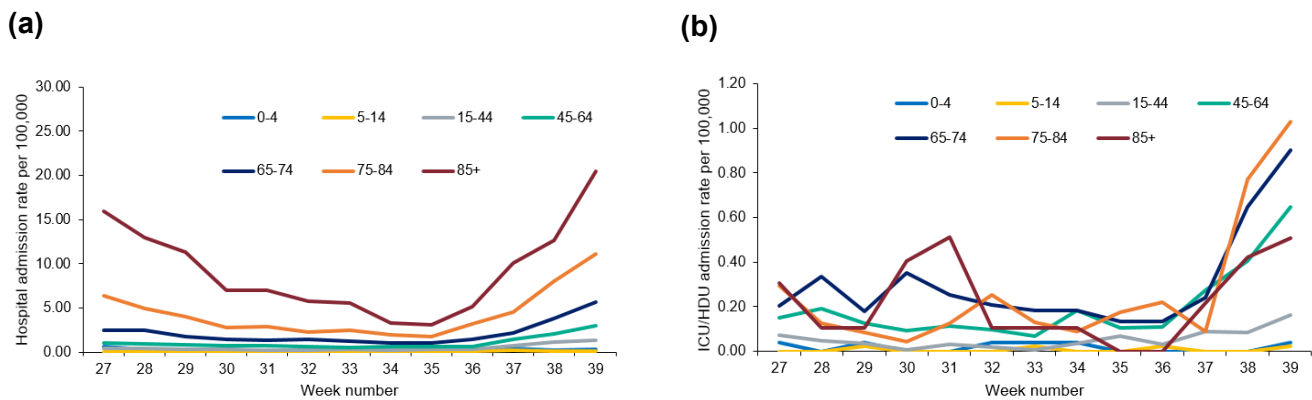 (a)
Hospital admission rate per 100,000
30.00
25.00
20.00
15.00
10.00
5.00
0.00
0-4 5-14 15-44 45-64
65-74 75-84 85+
27 28 29 30 31 32 33 34 35 36 37 38 39
Week number
(b)
ICU/HDU admission rate per 100,000
1.20
1.00
0.80
0.60
0.40
0.20
0.00
0-4 5-14 15-44 45-64
65-74 75-84 85+
27 28 29 30 31 32 33 34 35 36 37 38 39
Week number